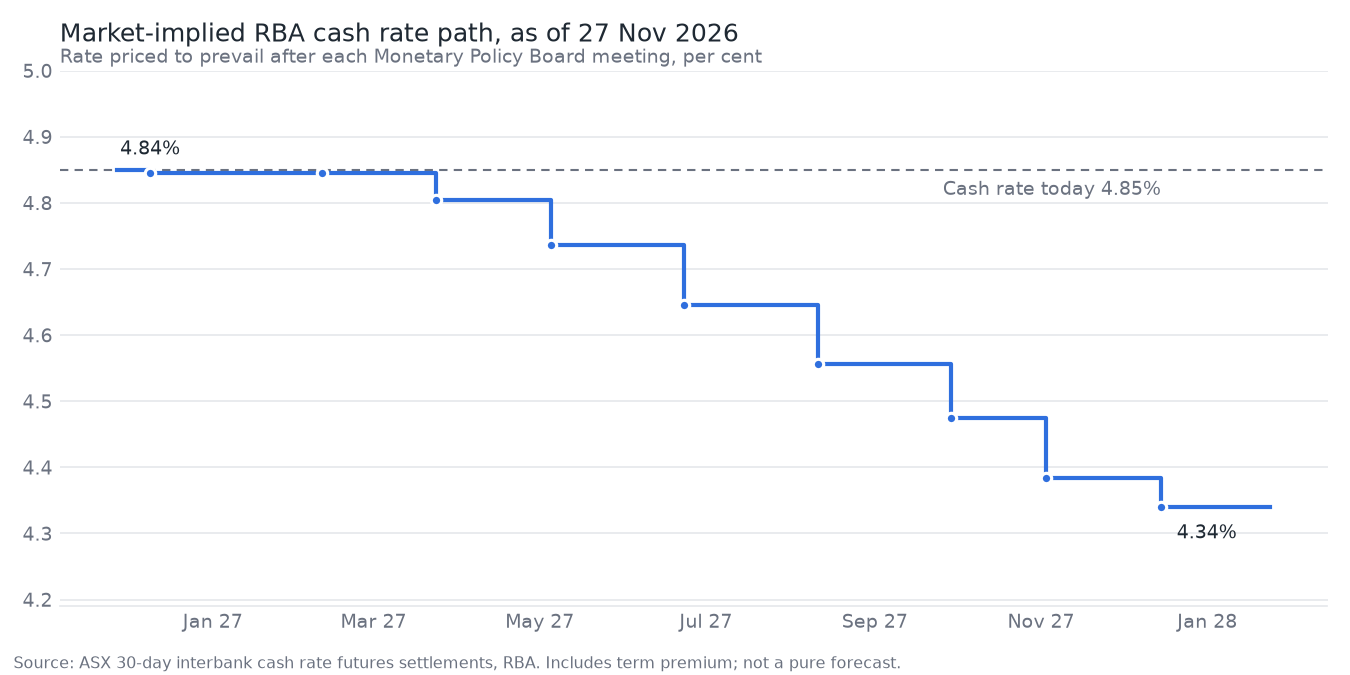 Market-implied RBA cash rate path, as of 27 Nov 2026
Rate priced to prevail after each Monetary Policy Board meeting, per cent
5.0
4.9
4.84%
Cash rate today 4.85%
4.8
4.7
4.6
4.5
4.4
4.3
4.34%
4.2
Jan 27 Mar 27 May 27 Jul 27 Sep 27 Nov 27 Jan 28
Source: ASX 30-day interbank cash rate futures settlements, RBA. Includes term premium; not a pure forecast.